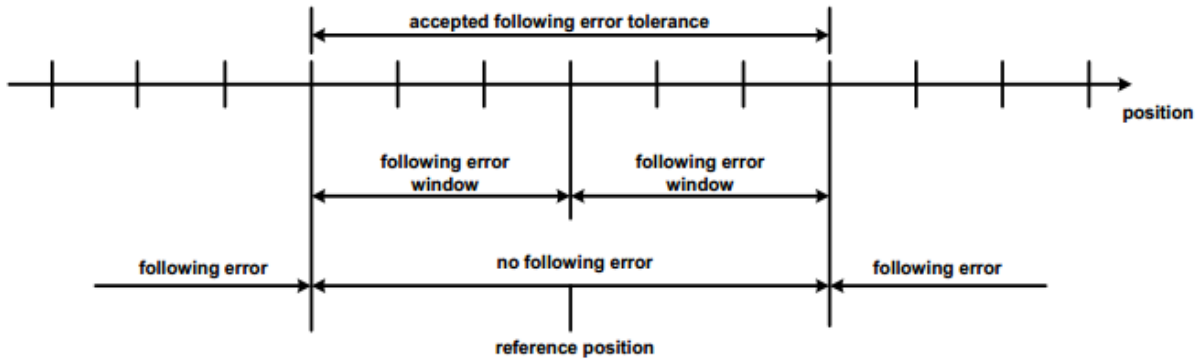 accepted following error tolerance
position
following error
window
following error
window
following error
no following error
following error
reference position